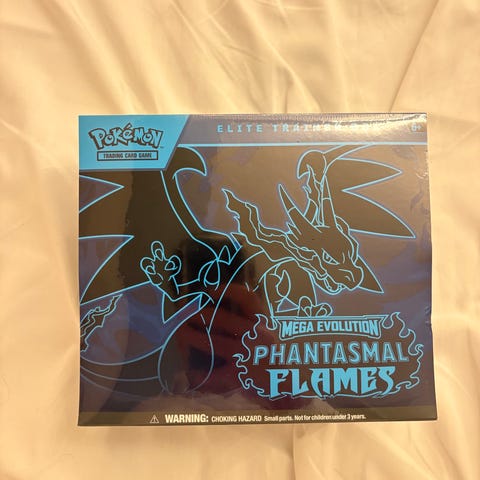 ELITE TRAINER BOX
6+
POKéMON
TRADING CARD GAME
MEGA EVOLUTION
PHANTASMAL
FLAMES
WARNING: CHOKING HAZARD Small parts. Not for children under 3 years.